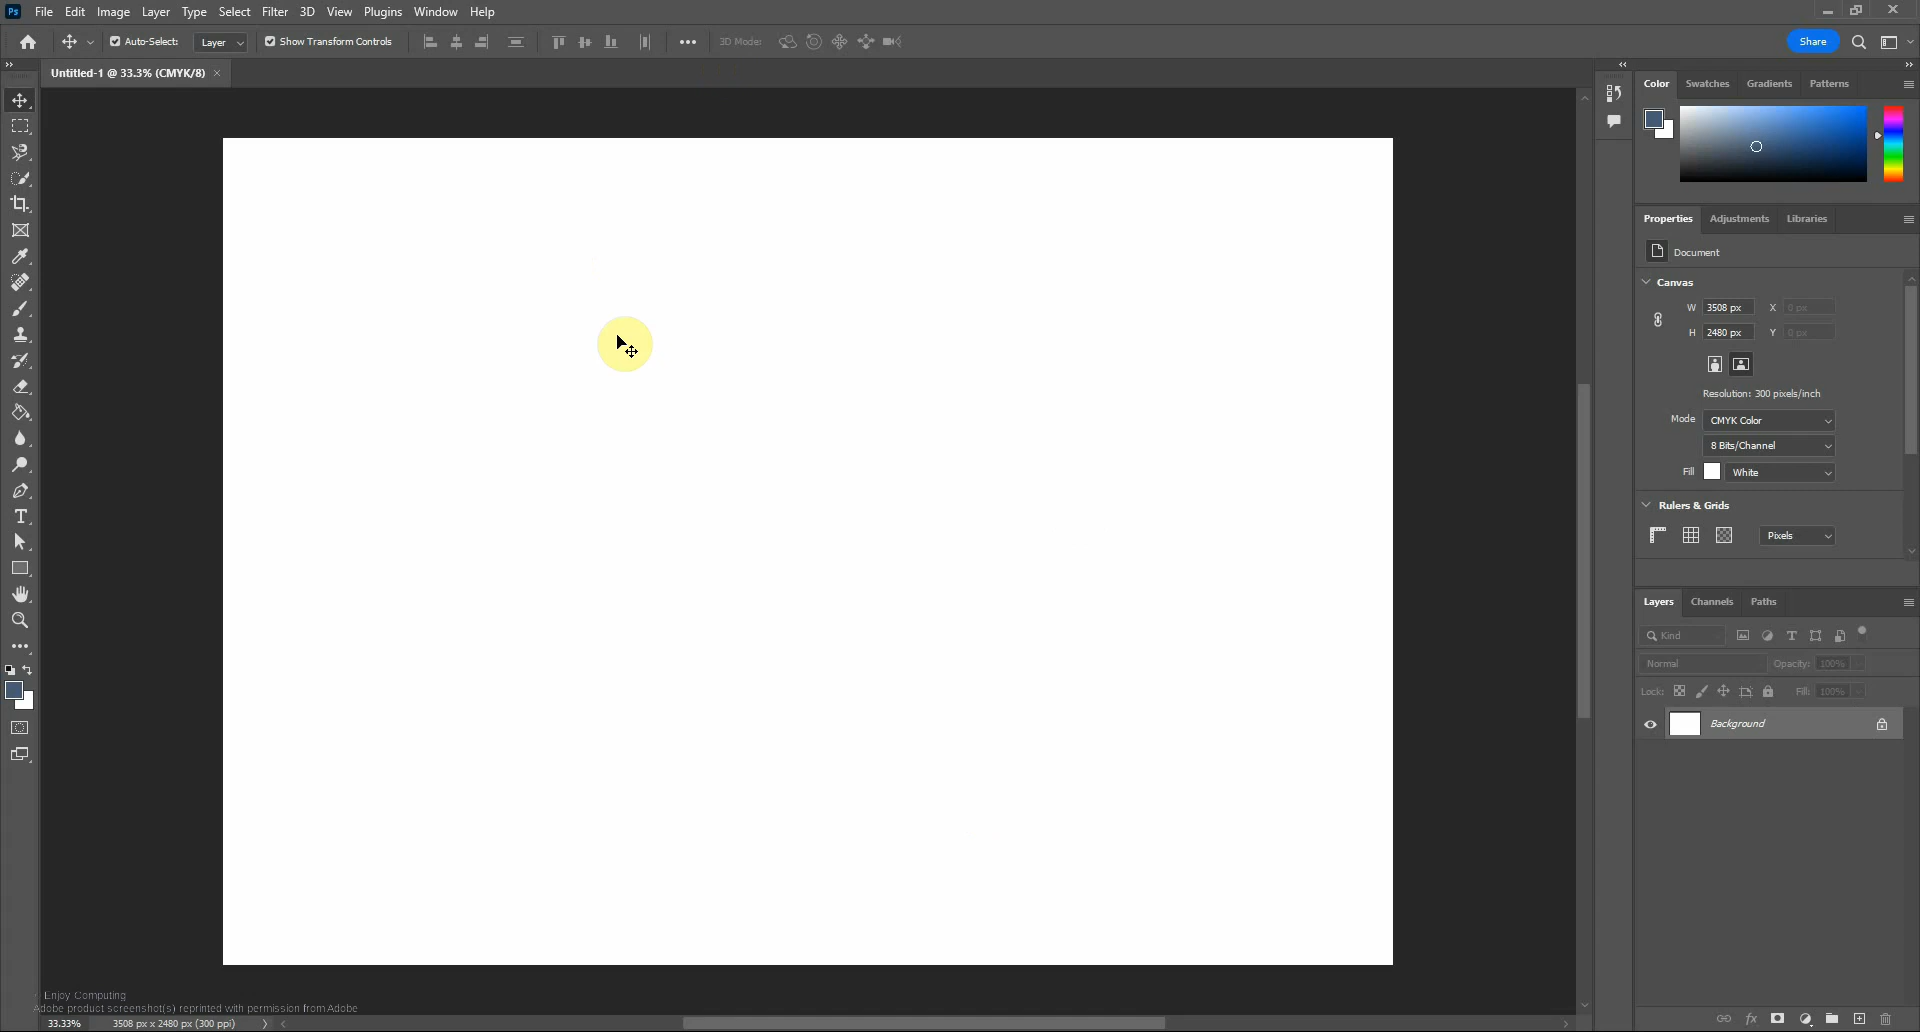 Ps File Edit Image Layer Type Select Filter 3D View Plugins Window Help
Auto-Select: Layer Show Transform Controls 3D Mode: Share
Untitled-1 @ 33.3% (CMYK/8) ×
Color Swatches Gradients Patterns
Properties Adjustments Libraries
Document
Canvas
W 3508 px X 0 px
H 2480 px Y 0 px
Resolution: 300 pixels/inch
Mode CMYK Color
8 Bits/Channel
Fill White
Rulers & Grids
Pixels
Layers Channels Paths
Kind
Normal Opacity: 100%
Lock: Fill: 100%
Background
Enjoy Computing
Adobe product screenshot(s) reprinted with permission from Adobe
33.33% 3508 px x 2480 px (300 ppi)